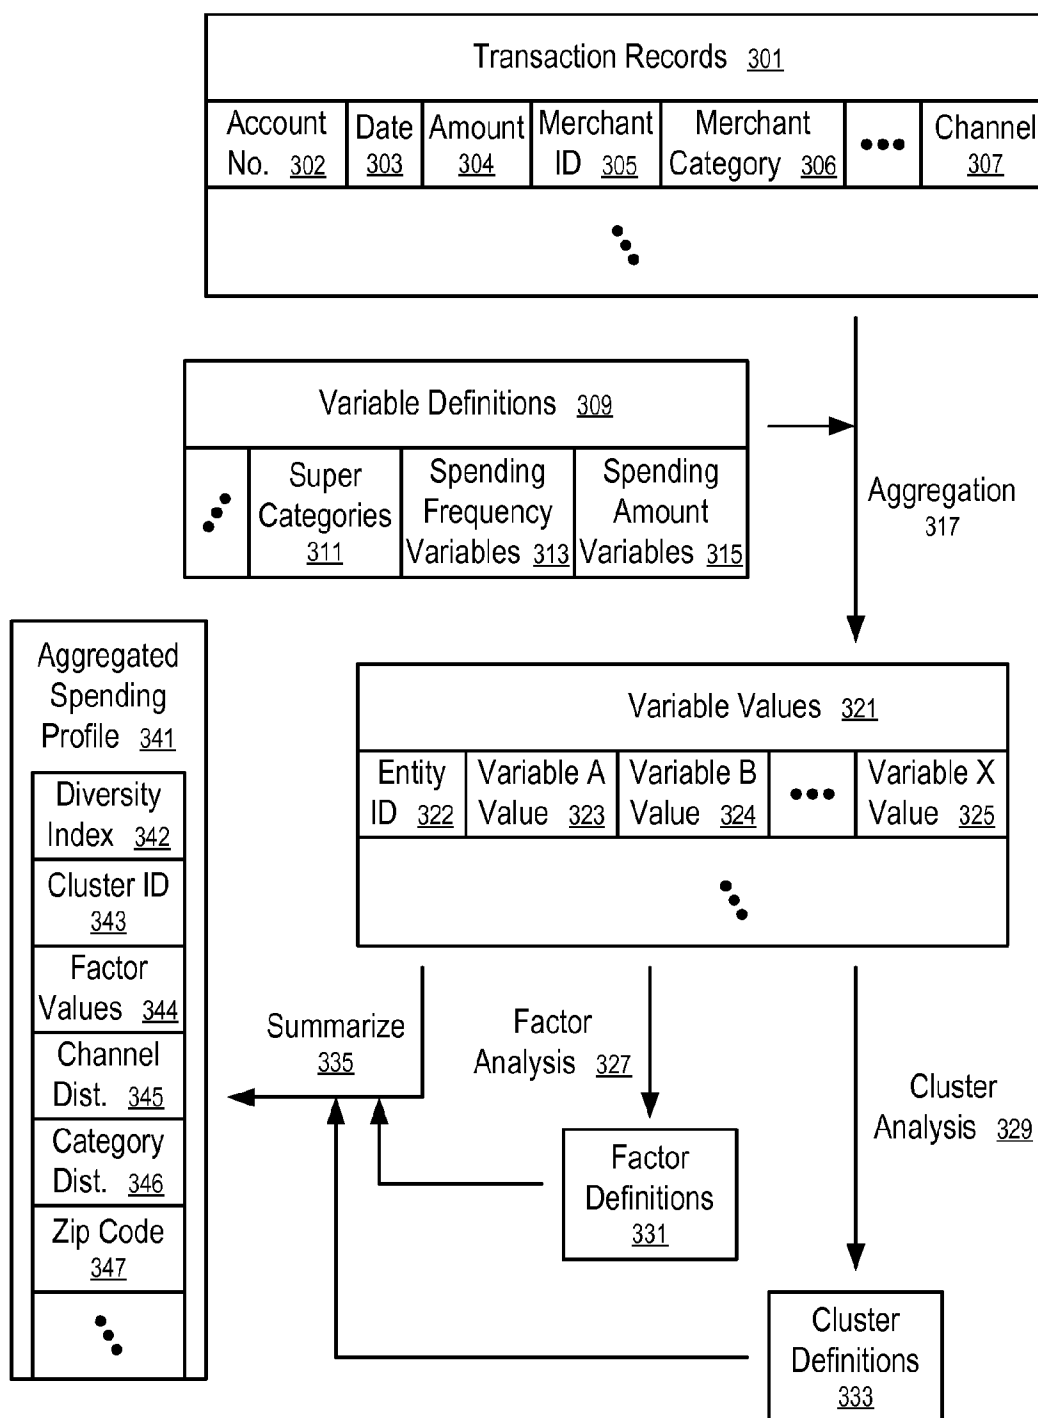 Transaction Records 301
Account No. 302
Date 303
Amount 304
Merchant ID 305
Merchant Category 306
Channel 307
Variable Definitions 309
Super Categories 311
Spending Frequency Variables 313
Spending Amount Variables 315
Aggregation 317
Aggregated Spending Profile 341
Diversity Index 342
Cluster ID 343
Factor Values 344
Channel Dist. 345
Category Dist. 346
Zip Code 347
Variable Values 321
Entity ID 322
Variable A Value 323
Variable B Value 324
Variable X Value 325
Summarize 335
Factor Analysis 327
Cluster Analysis 329
Factor Definitions 331
Cluster Definitions 333